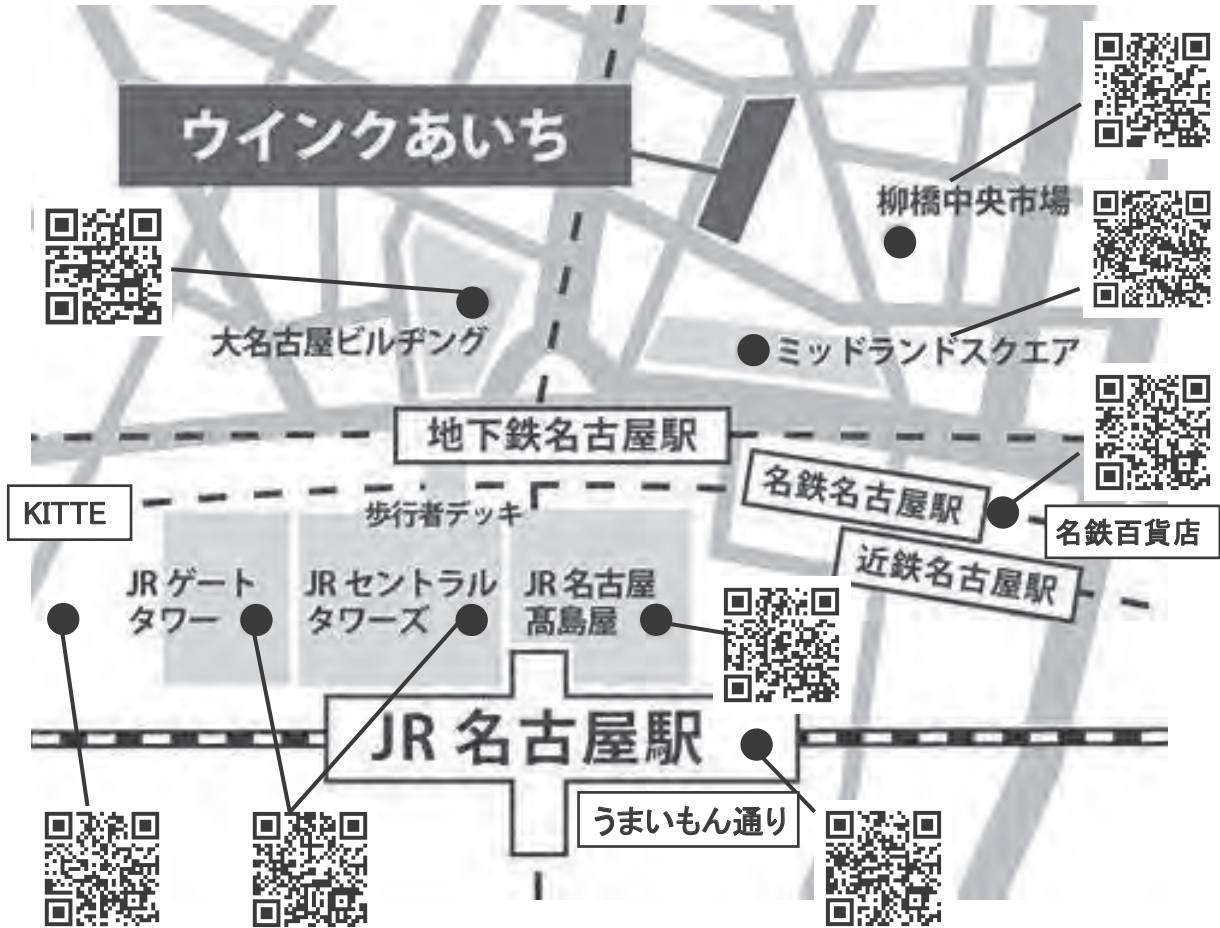 ウインクあいち
柳橋中央市場
大名古屋ビルヂング
ミッドランドスクエア
地下鉄名古屋駅
名鉄名古屋駅
KITTE
歩行者デッキ
名鉄百貨店
近鉄名古屋駅
JR ゲート
タワー
JR セントラル
タワーズ
JR 名古屋
髙島屋
JR 名古屋駅
うまいもん通り